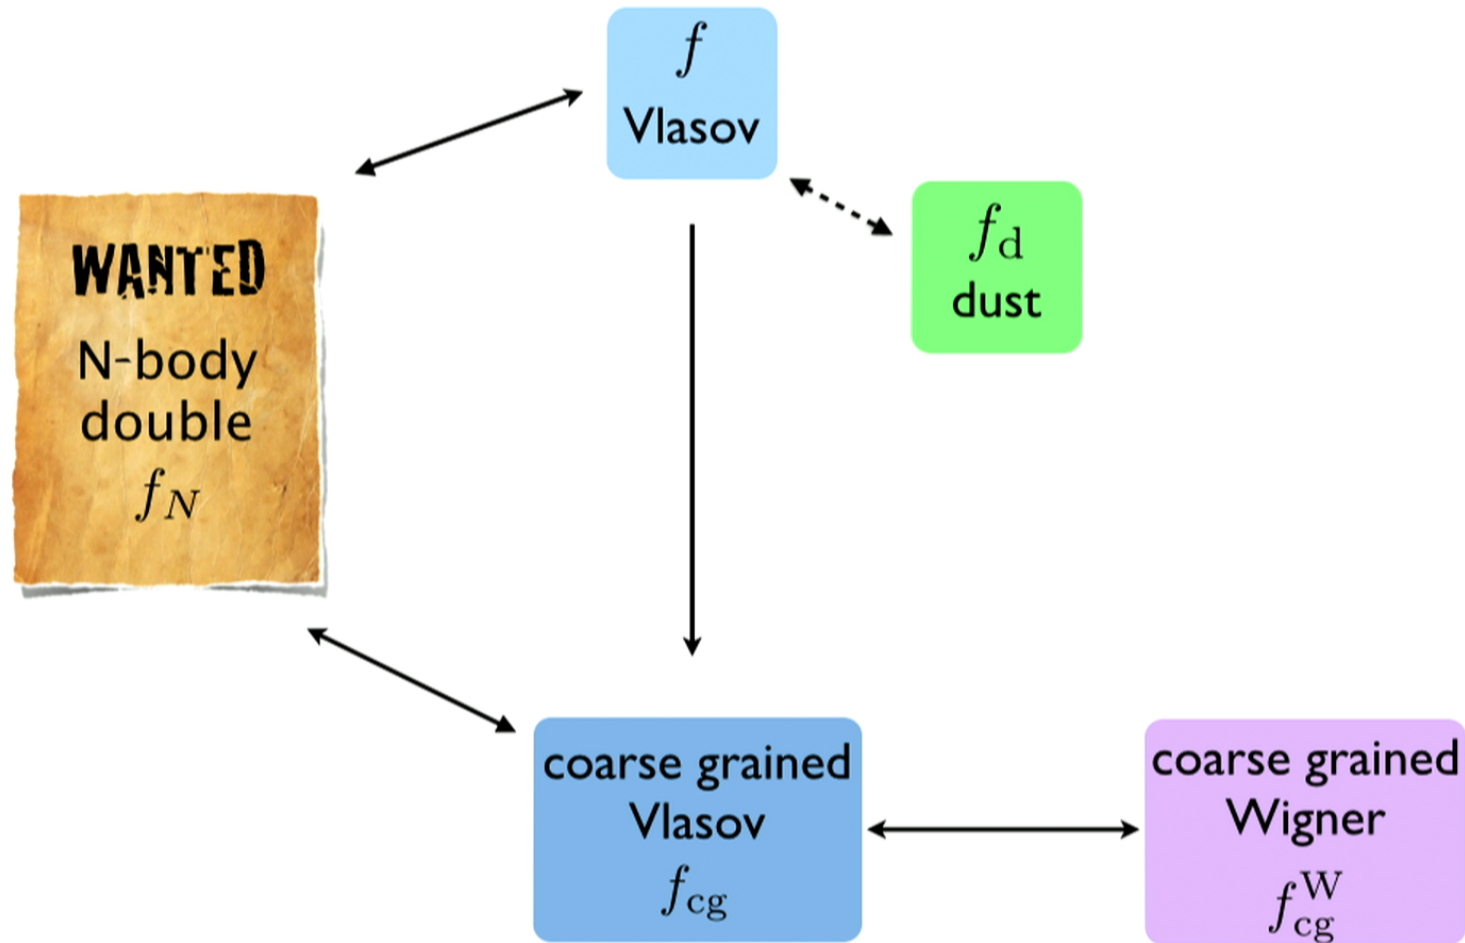 f
Vlasov
f_d
dust
WANTED
N-body
double
f_N
coarse grained
Vlasov
f_cg
coarse grained
Wigner
f_cg^W